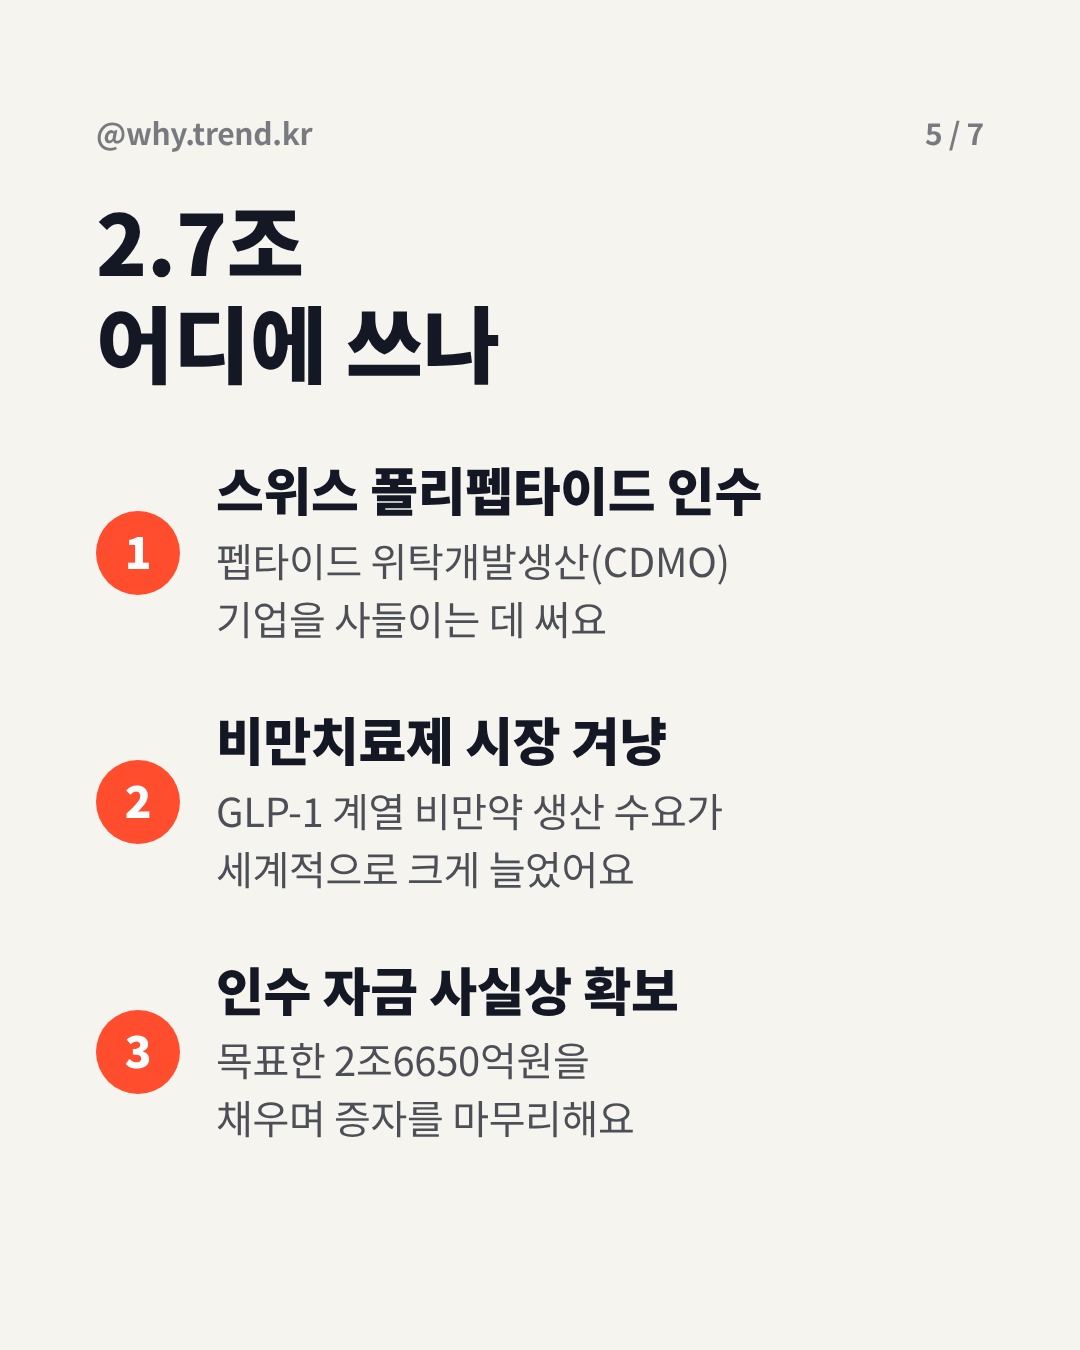 @why.trend.kr
5 / 7
2.7조
어디에 쓰나
스위스 폴리펩타이드 인수
1
펩타이드 위탁개발생산(CDMO)
기업을 사들이는 데 써요
비만치료제 시장 겨냥
2
GLP-1 계열 비만약 생산 수요가
세계적으로 크게 늘었어요
인수 자금 사실상 확보
3
목표한 2조6650억원을
채우며 증자를 마무리해요